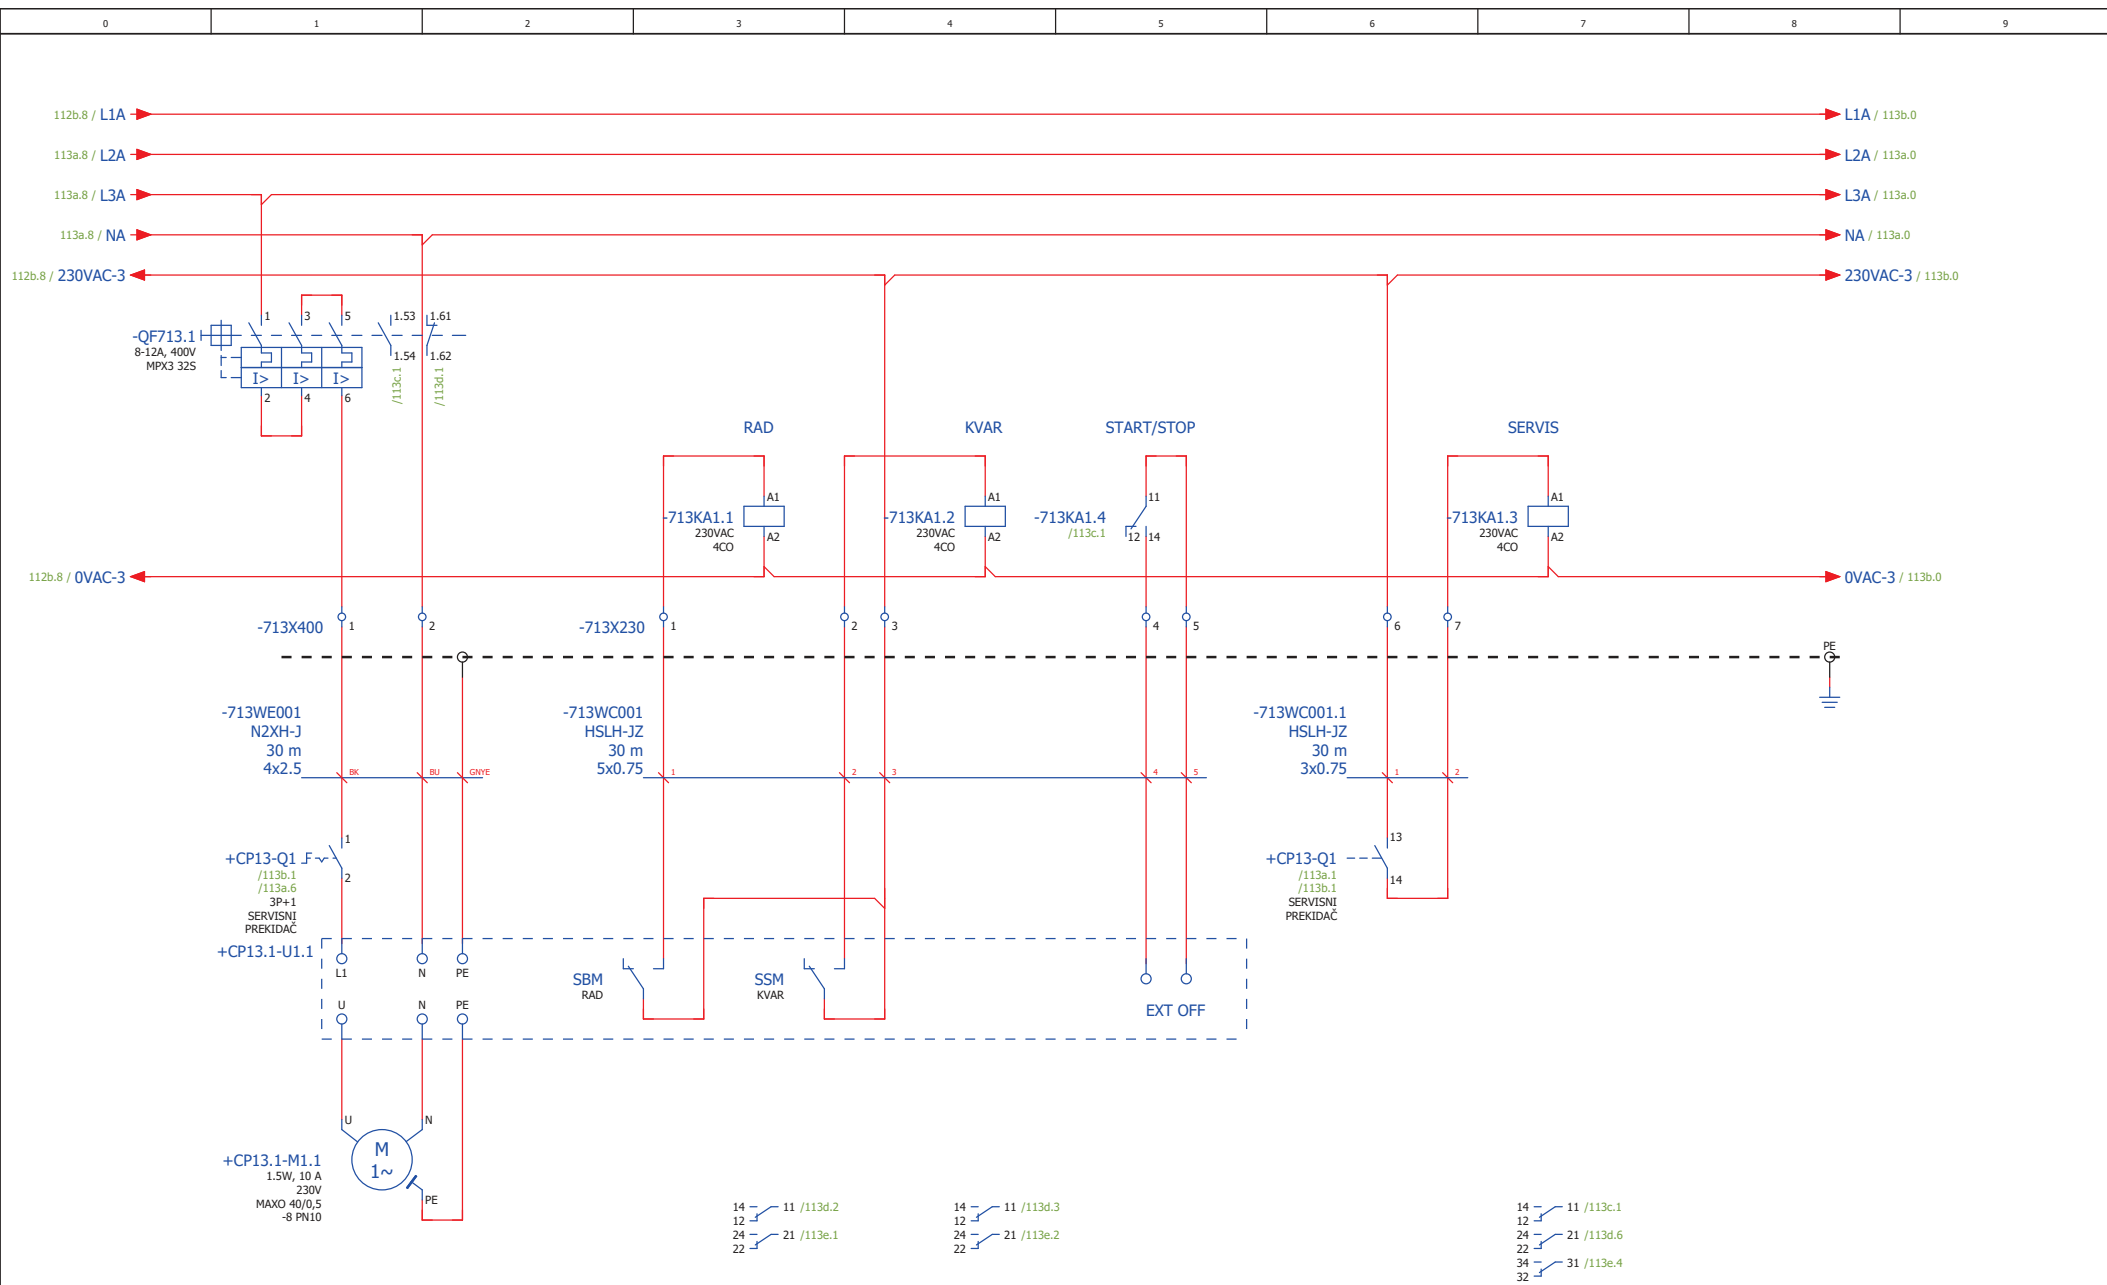 0 1 2 3 4 5 6 7 8 9
112b.8 / L1A L1A / 113b.0
113a.8 / L2A L2A / 113a.0
113a.8 / L3A L3A / 113a.0
113a.8 / NA NA / 113a.0
112b.8 / 230VAC-3 230VAC-3 / 113b.0
1 3 5 1.53 1.61
-QF713.1
8-12A, 400V
MPX3 32S
1.54 1.62
I> I> I>
/113c.1 /113d.1
2 4 6
RAD KVAR START/STOP SERVIS
A1 A1 11 A1
-713KA1.1 -713KA1.2 -713KA1.4 -713KA1.3
230VAC 230VAC /113c.1 230VAC
A2 A2 12 14 A2
4CO 4CO 4CO
112b.8 / 0VAC-3 0VAC-3 / 113b.0
-713X400 1 2 -713X230 1 2 3 4 5 6 7
PE
-713WE001 -713WC001 -713WC001.1
N2XH-J HSLH-JZ HSLH-JZ
30 m 30 m 30 m
4x2.5 5x0.75 3x0.75
BK BU GNYE 1 2 3 4 5 1 2
1 13
+CP13-Q1 +CP13-Q1
/113b.1 /113a.1
2 14
/113a.6 /113b.1
3P+1 SERVISNI
SERVISNI PREKIDAČ
PREKIDAČ
+CP13.1-U1.1
L1 N PE
SBM SSM
RAD KVAR
U N PE
EXT OFF
U N
M
1~
+CP13.1-M1.1
1.5W, 10 A
230V
MAXO 40/0,5
-8 PN10
PE
14 11 /113d.2 14 11 /113d.3 14 11 /113c.1
12 12 12
24 21 /113e.1 24 21 /113e.2 24 21 /113d.6
22 22 22
34 31 /113e.4
32